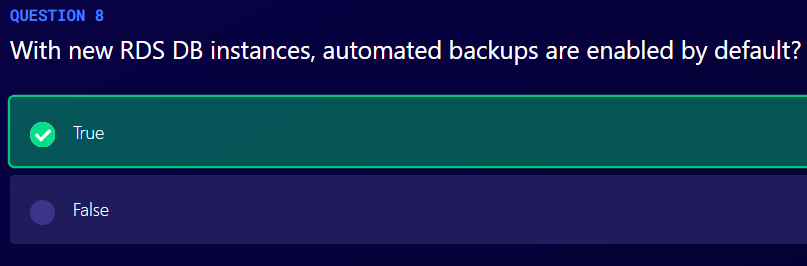 QUESTION 8
With new RDS DB instances, automated backups are enabled by default?
True
False